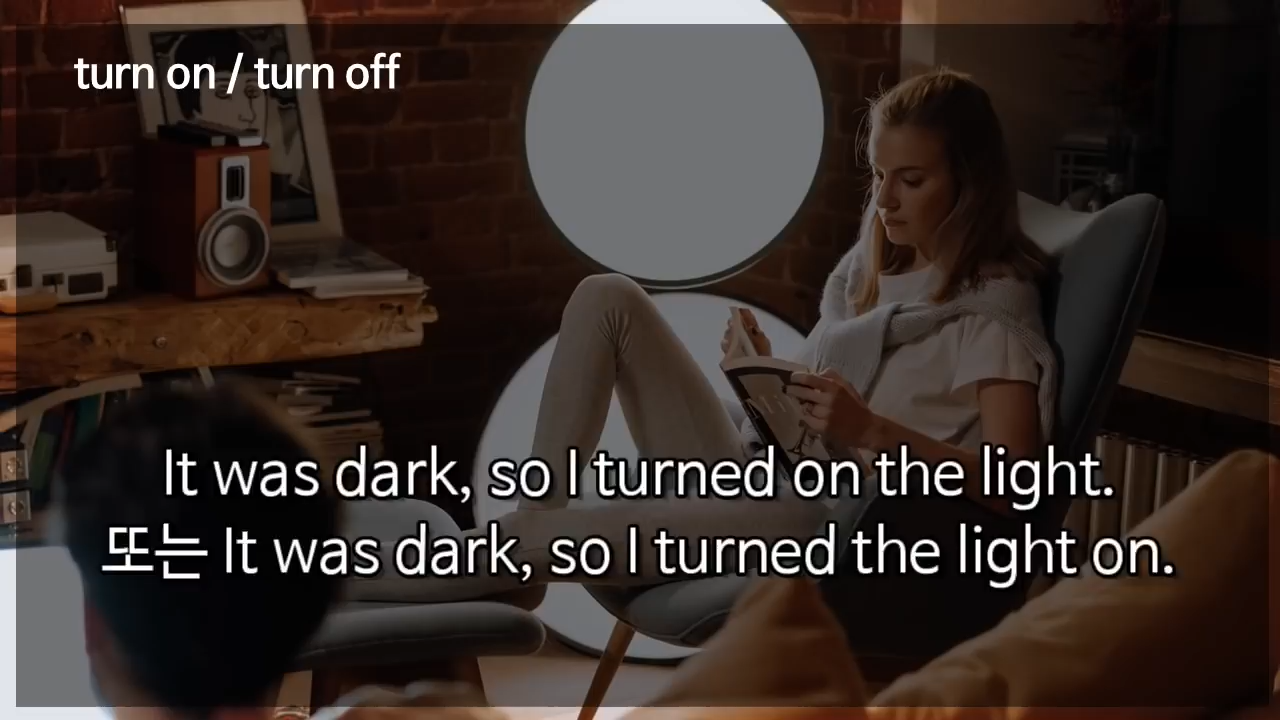 turn on / turn off
It was dark, so I turned on the light.
또는 It was dark, so I turned the light on.